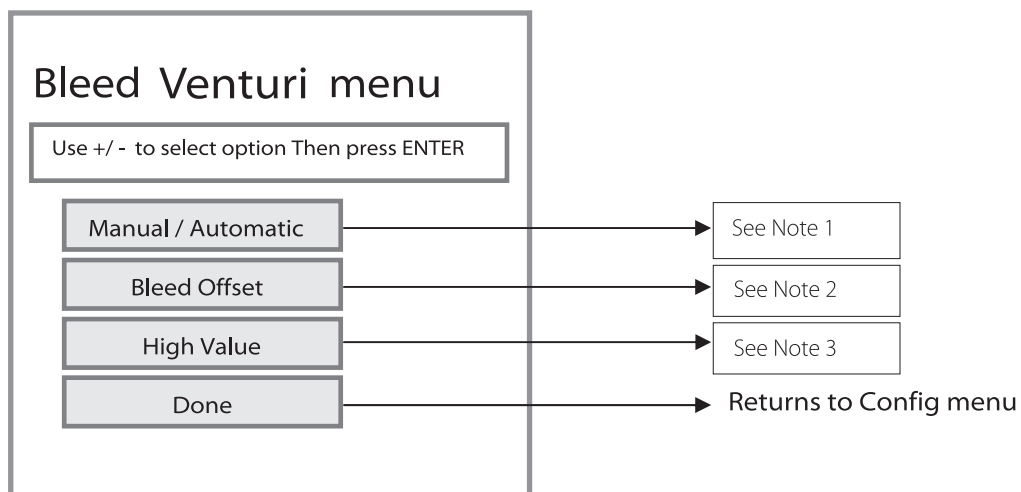 Bleed Venturi menu
Use +/ - to select option Then press ENTER
Manual / Automatic
See Note 1
Bleed Offset
See Note 2
High Value
See Note 3
Done
Returns to Config menu